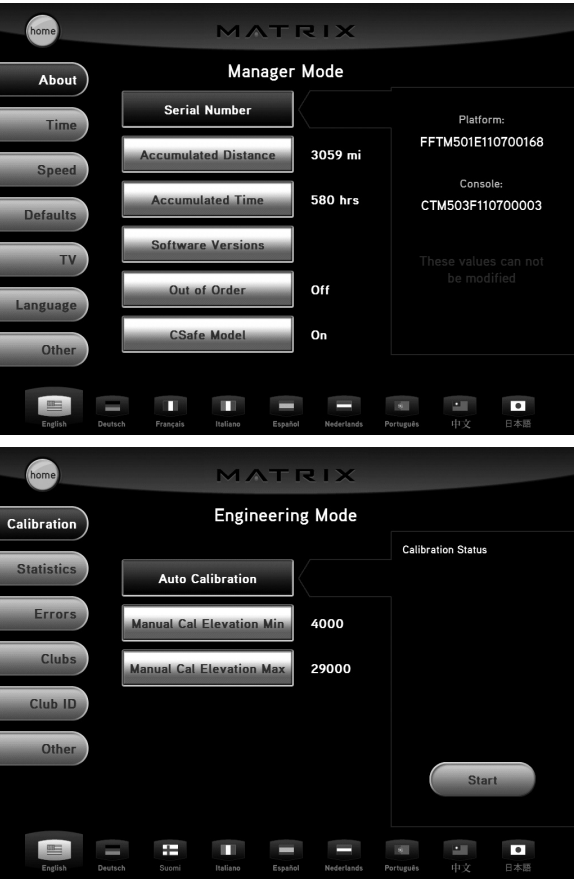 home
MATRIX
Manager Mode
About
Time
Speed
Defaults
TV
Language
Other
Serial Number
Accumulated Distance
3059 mi
Accumulated Time
580 hrs
Software Versions
Out of Order
Off
CSafe Model
On
Platform:
FFTM501E110700168
Console:
CTM503F110700003
These values can not
be modified
English
Deutsch
Français
Italiano
Español
Nederlands
Português
中文
日本語
home
MATRIX
Engineering Mode
Calibration
Statistics
Errors
Clubs
Club ID
Other
Auto Calibration
Manual Cal Elevation Min
4000
Manual Cal Elevation Max
29000
Calibration Status
Start
English
Deutsch
Suomi
Italiano
Español
Nederlands
Português
中文
日本語